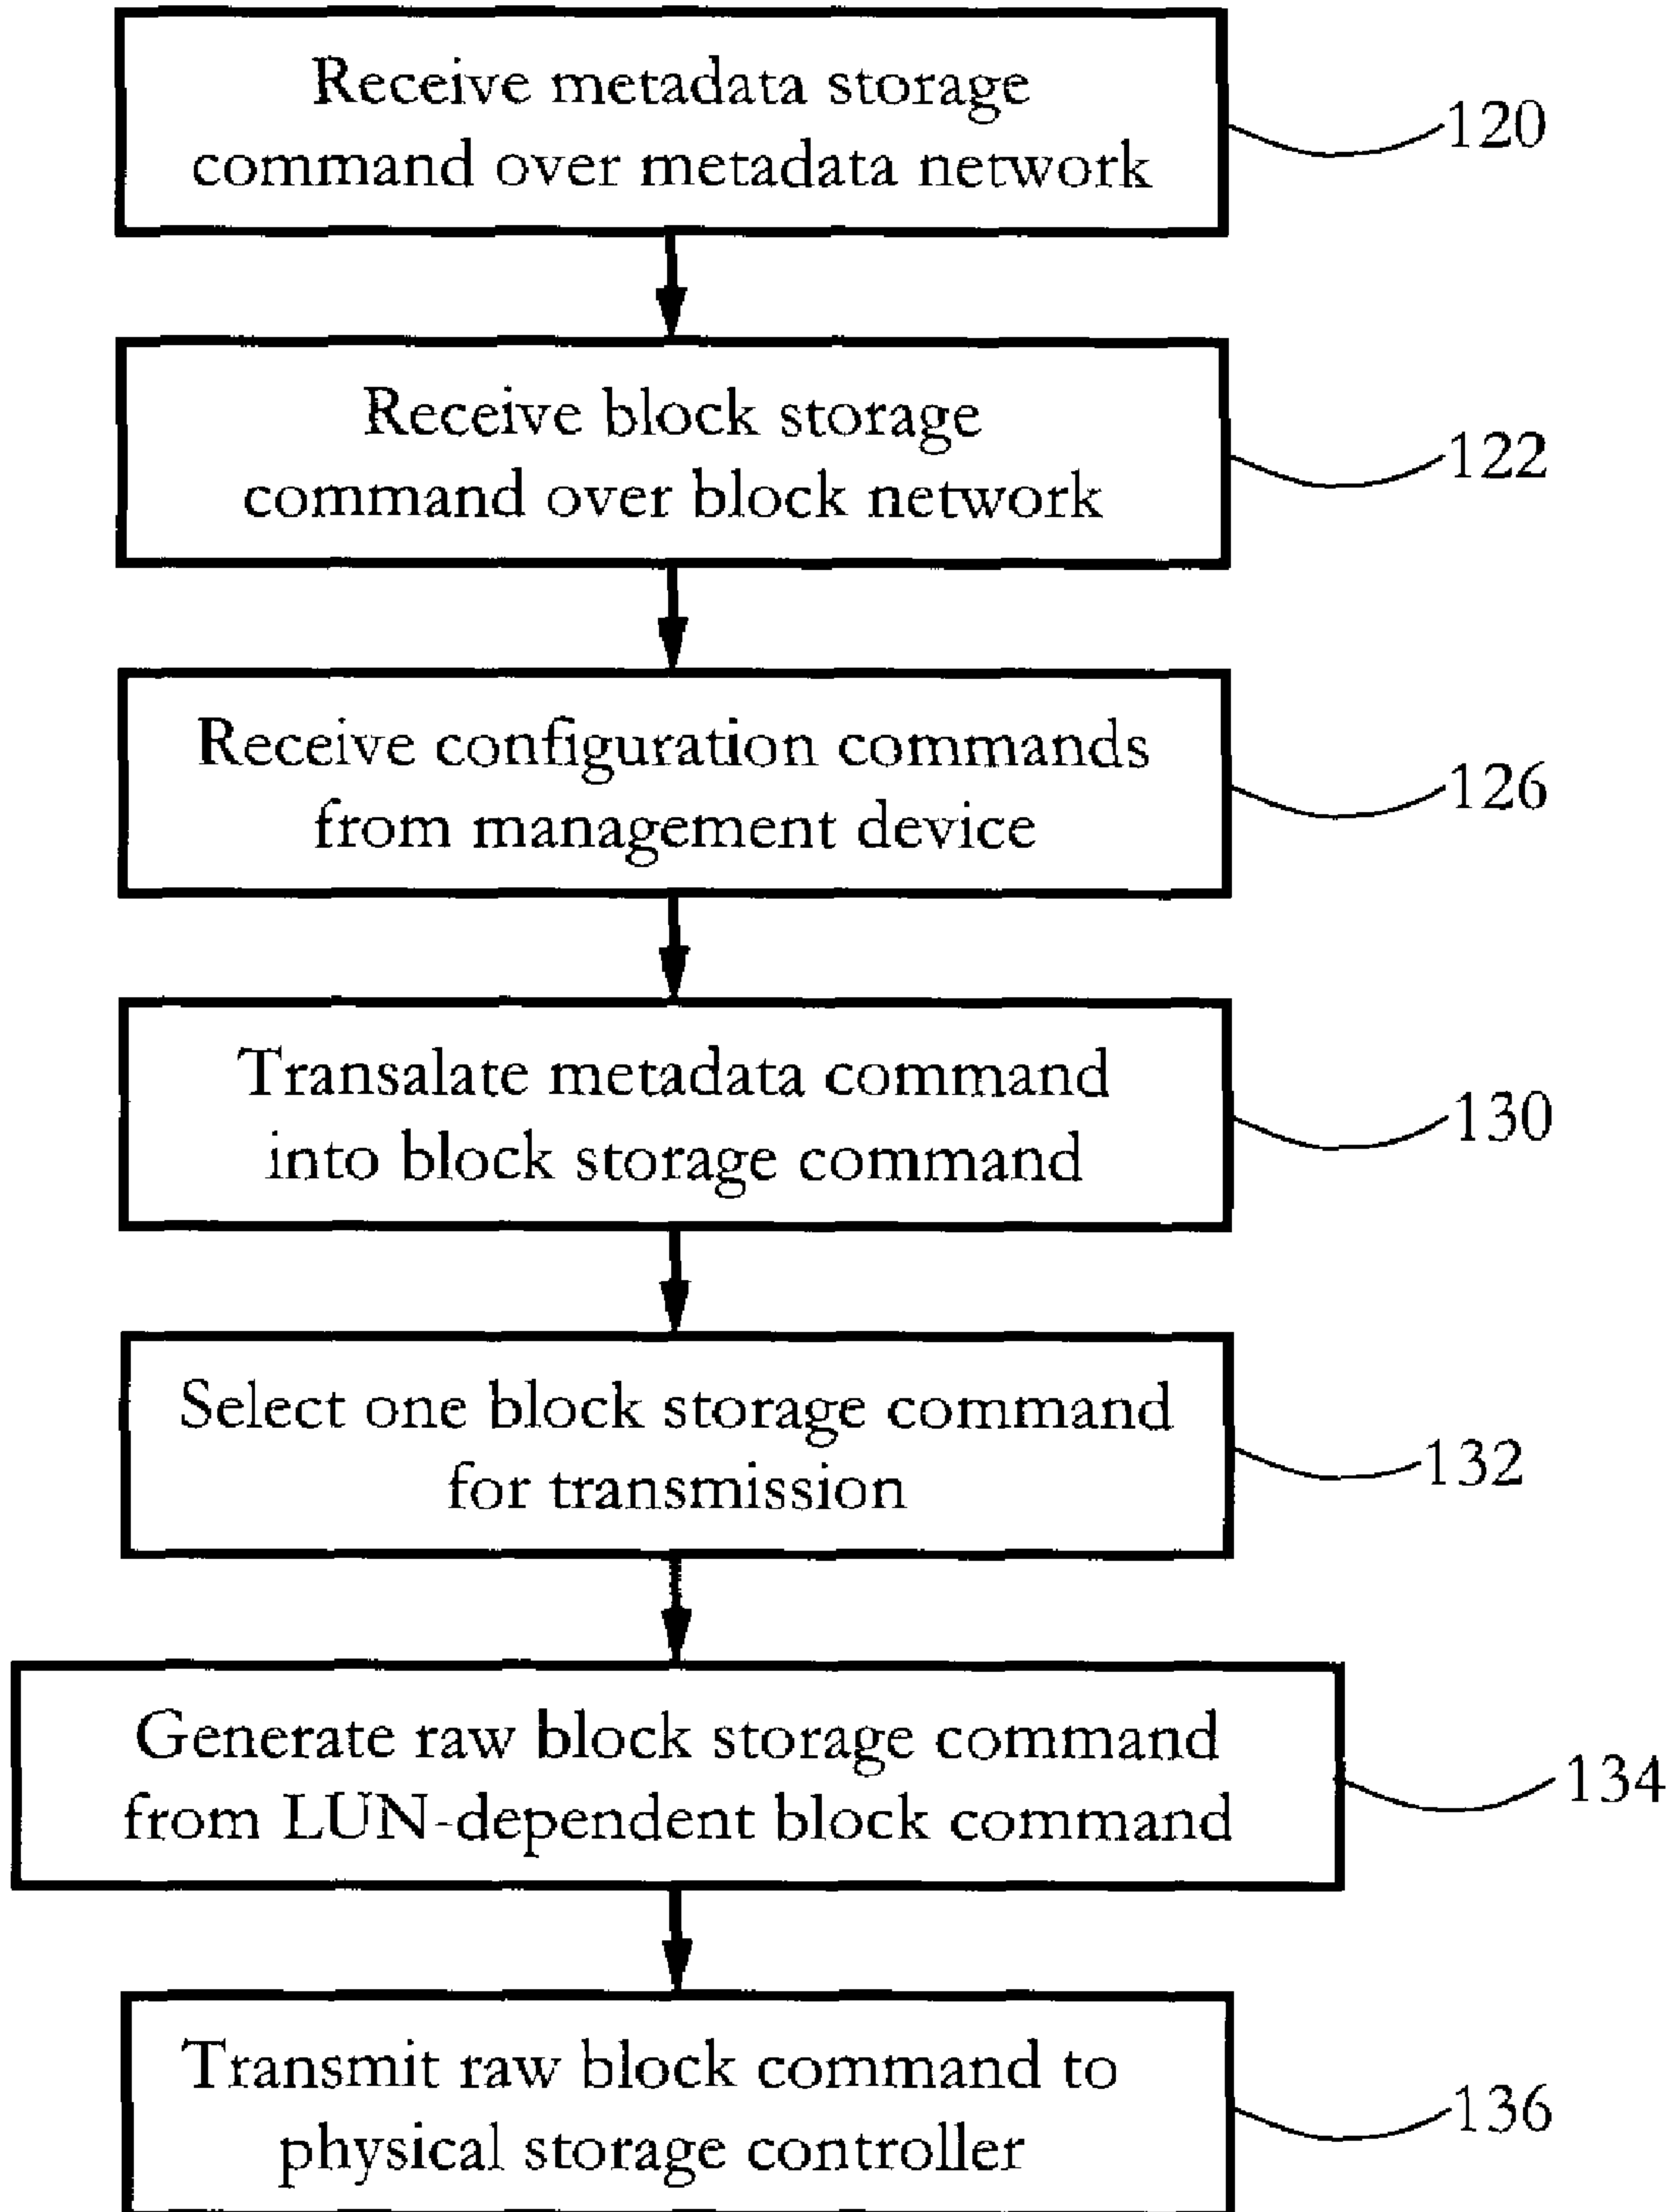 Receive metadata storage
command over metadata network
120
Receive block storage
command over block network
122
Receive configuration commands
from management device
126
Transalate metadata command
into block storage command
130
Select one block storage command
for transmission
132
Generate raw block storage command
from LUN-dependent block command
134
Transmit raw block command to
physical storage controller
136